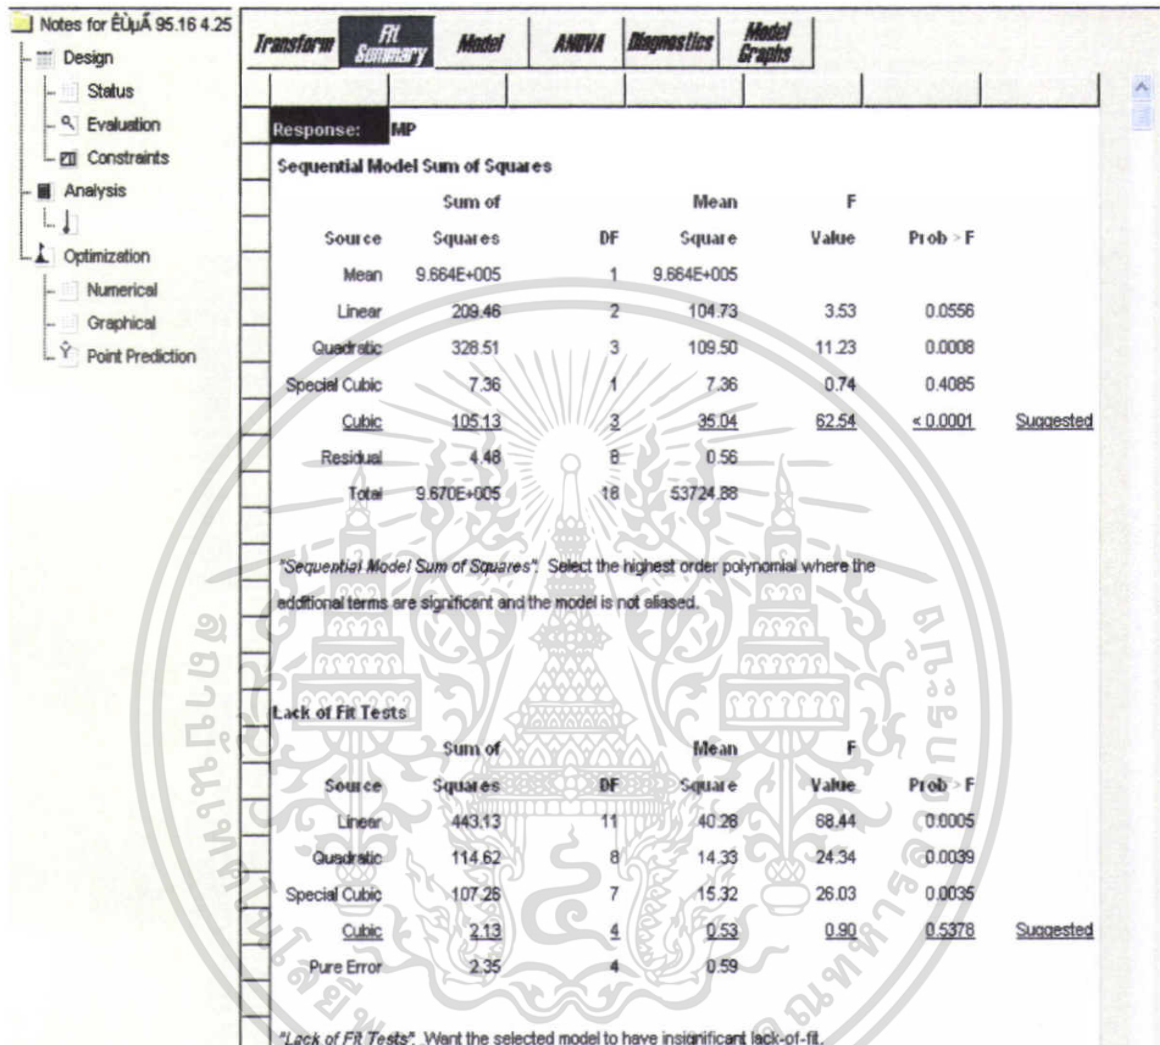 Notes for ÊÙµÃ 95.16 4.25
Design
Status
Evaluation
Constraints
Analysis
Optimization
Numerical
Graphical
Point Prediction
Transform
Fit Summary
Model
ANOVA
Diagnostics
Model Graphs
Response: MP
Sequential Model Sum of Squares
Sum of Mean F
Source Squares DF Square Value Prob > F
Mean 9.664E+005 1 9.664E+005
Linear 209.46 2 104.73 3.53 0.0556
Quadratic 328.51 3 109.50 11.23 0.0008
Special Cubic 7.36 1 7.36 0.74 0.4085
Cubic 105.13 3 35.04 62.54 < 0.0001 Suggested
Residual 4.48 8 0.56
Total 9.670E+005 18 53724.88
"Sequential Model Sum of Squares": Select the highest order polynomial where the
additional terms are significant and the model is not aliased.
Lack of Fit Tests
Sum of Mean F
Source Squares DF Square Value Prob > F
Linear 443.13 11 40.28 68.44 0.0005
Quadratic 114.62 8 14.33 24.34 0.0039
Special Cubic 107.26 7 15.32 26.03 0.0035
Cubic 2.13 4 0.53 0.90 0.5378 Suggested
Pure Error 2.35 4 0.59
"Lack of Fit Tests": Want the selected model to have insignificant lack-of-fit.